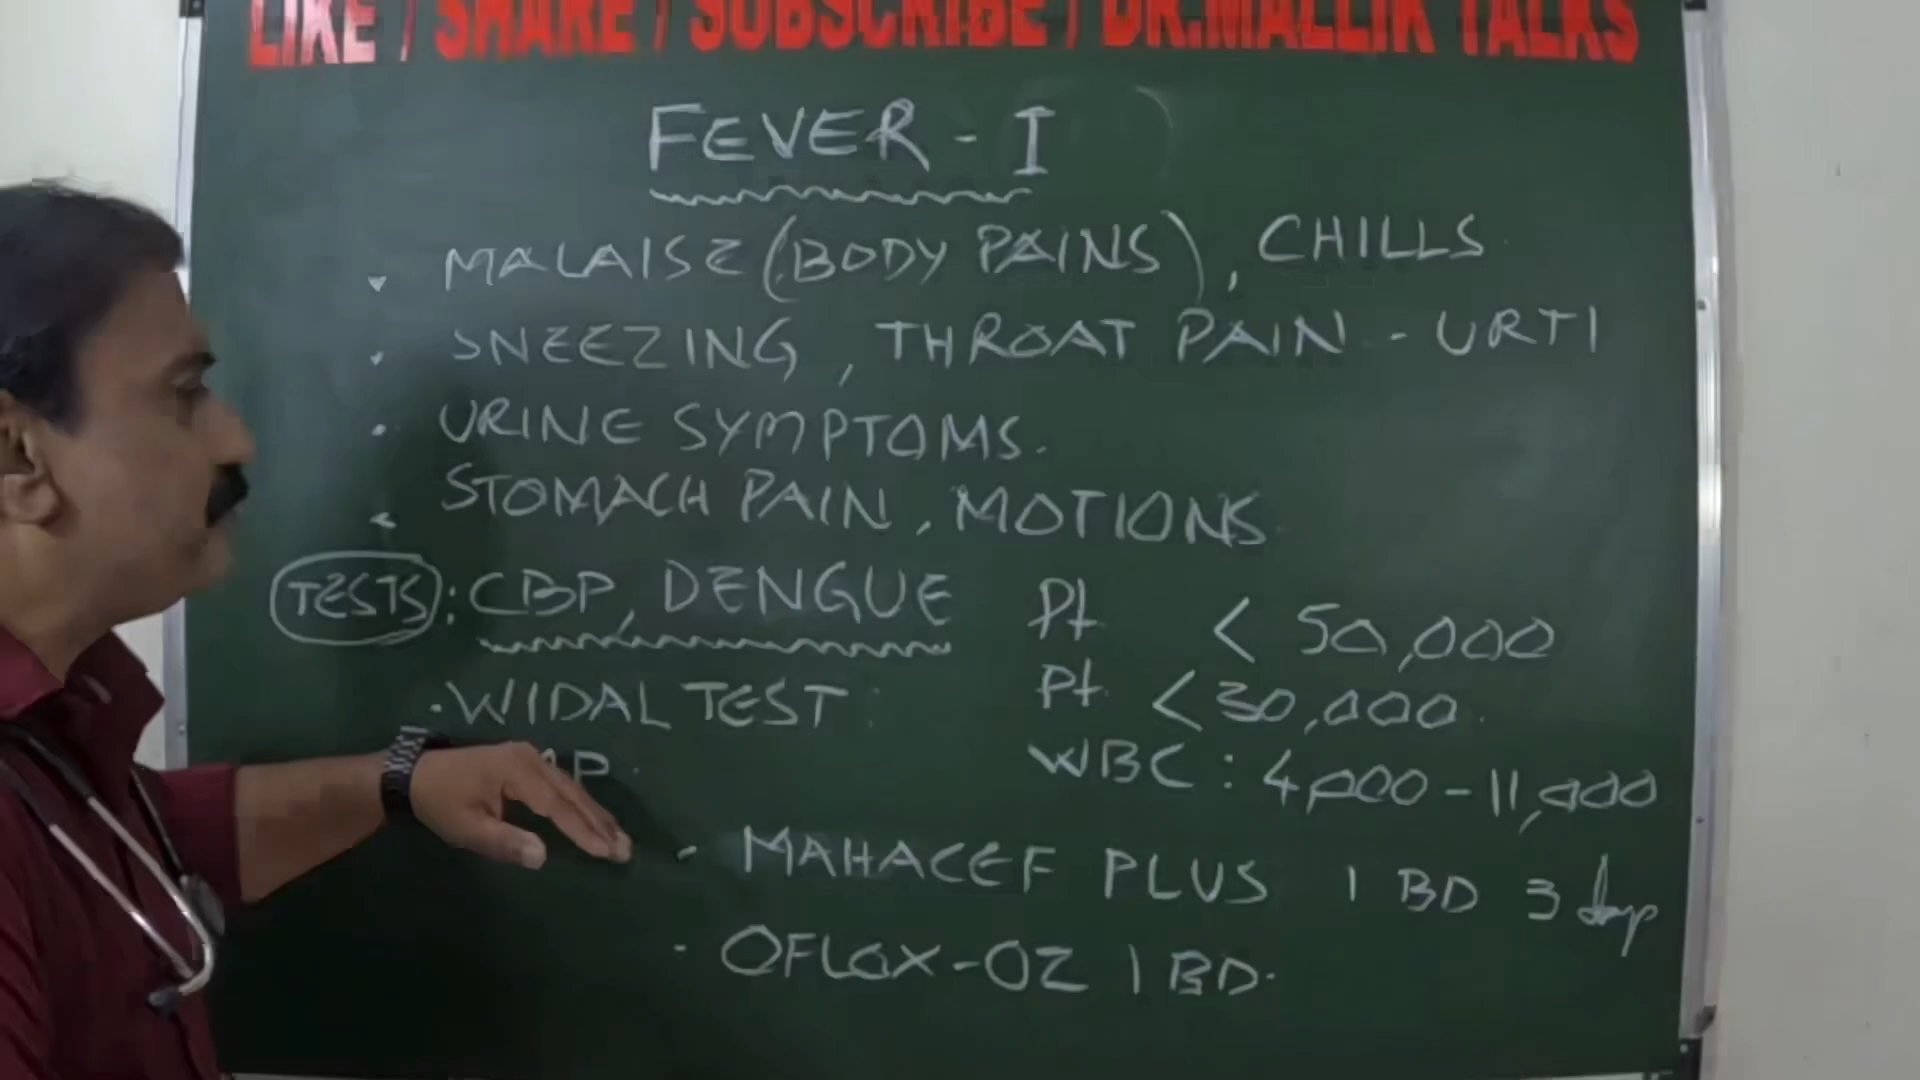 LIKE / SHARE / SUBSCRIBE / DR.MALLIK TALKS
FEVER - I
. MALAISE (BODY PAINS), CHILLS
. SNEEZING, THROAT PAIN - URTI
. URINE SYMPTOMS.
. STOMACH PAIN, MOTIONS
TESTS : CBP, DENGUE
. WIDAL TEST :
Pt < 50,000
Pt < 30,000.
WBC : 4,000 - 11,000
. MAHACEF PLUS 1 BD 3 days
. OFLOX-OZ 1 BD.